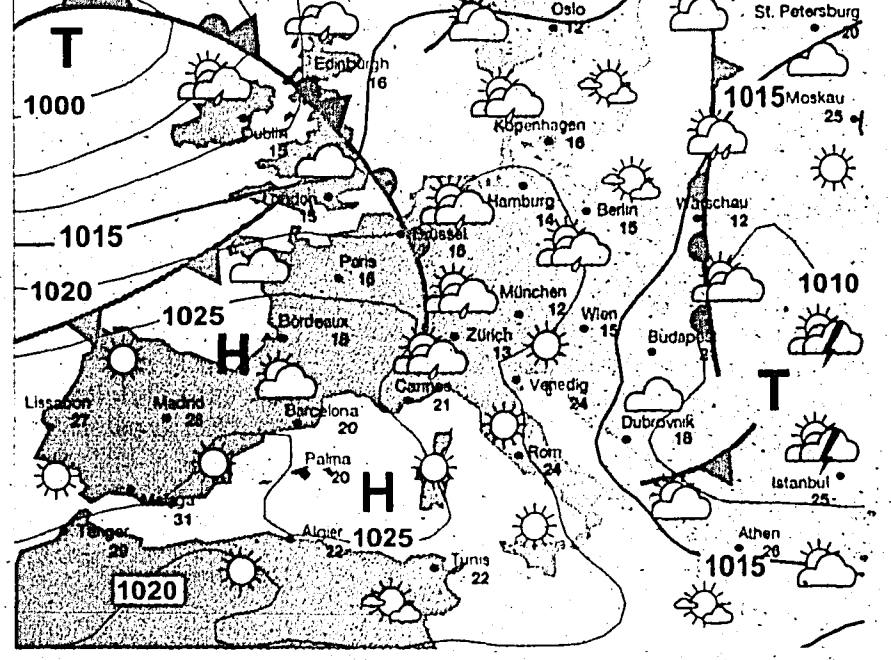 Oslo
12
St. Petersburg
20
T
Edinburgh
16
1000
1015
Moskau
25
Dublin
15
Kopenhagen
16
London
15
Hamburg
14
Berlin
15
Warschau
12
1015
Brüssel
16
Paris
16
1010
1020
München
12
Wien
15
1025
Bordeaux
18
Zürich
13
Budapest
H
T
Cannes
21
Venedig
24
Lissabon
27
Madrid
28
Barcelona
20
Dubrovnik
18
Rom
24
Palma
20
Istanbul
25
H
Malaga
31
Tanger
29
Algier
22
1025
Athen
26
Tunis
22
1015
1020